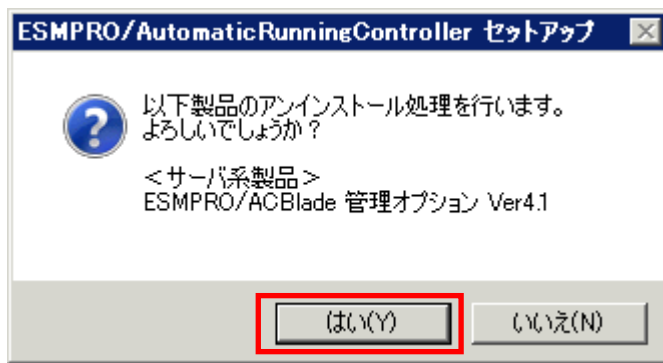 ESMPRO/AutomaticRunningController セットアップ
以下製品のアンインストール処理を行います。
よろしいでしょうか？
＜サーバ系製品＞
ESMPRO/ACBlade 管理オプション Ver4.1
はい(Y)
いいえ(N)